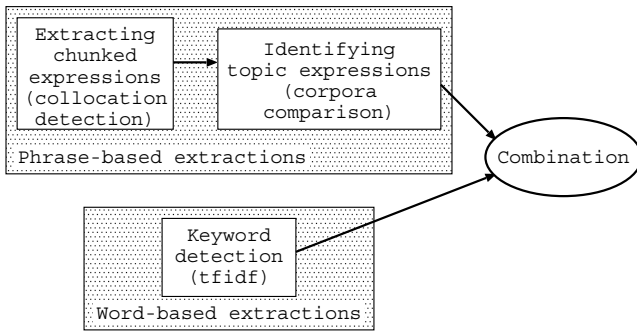 Extracting
chunked
expressions
(collocation
detection)
Identifying
topic expressions
(corpora
comparison)
Phrase-based extractions
Combination
Keyword
detection
(tfidf)
Word-based extractions